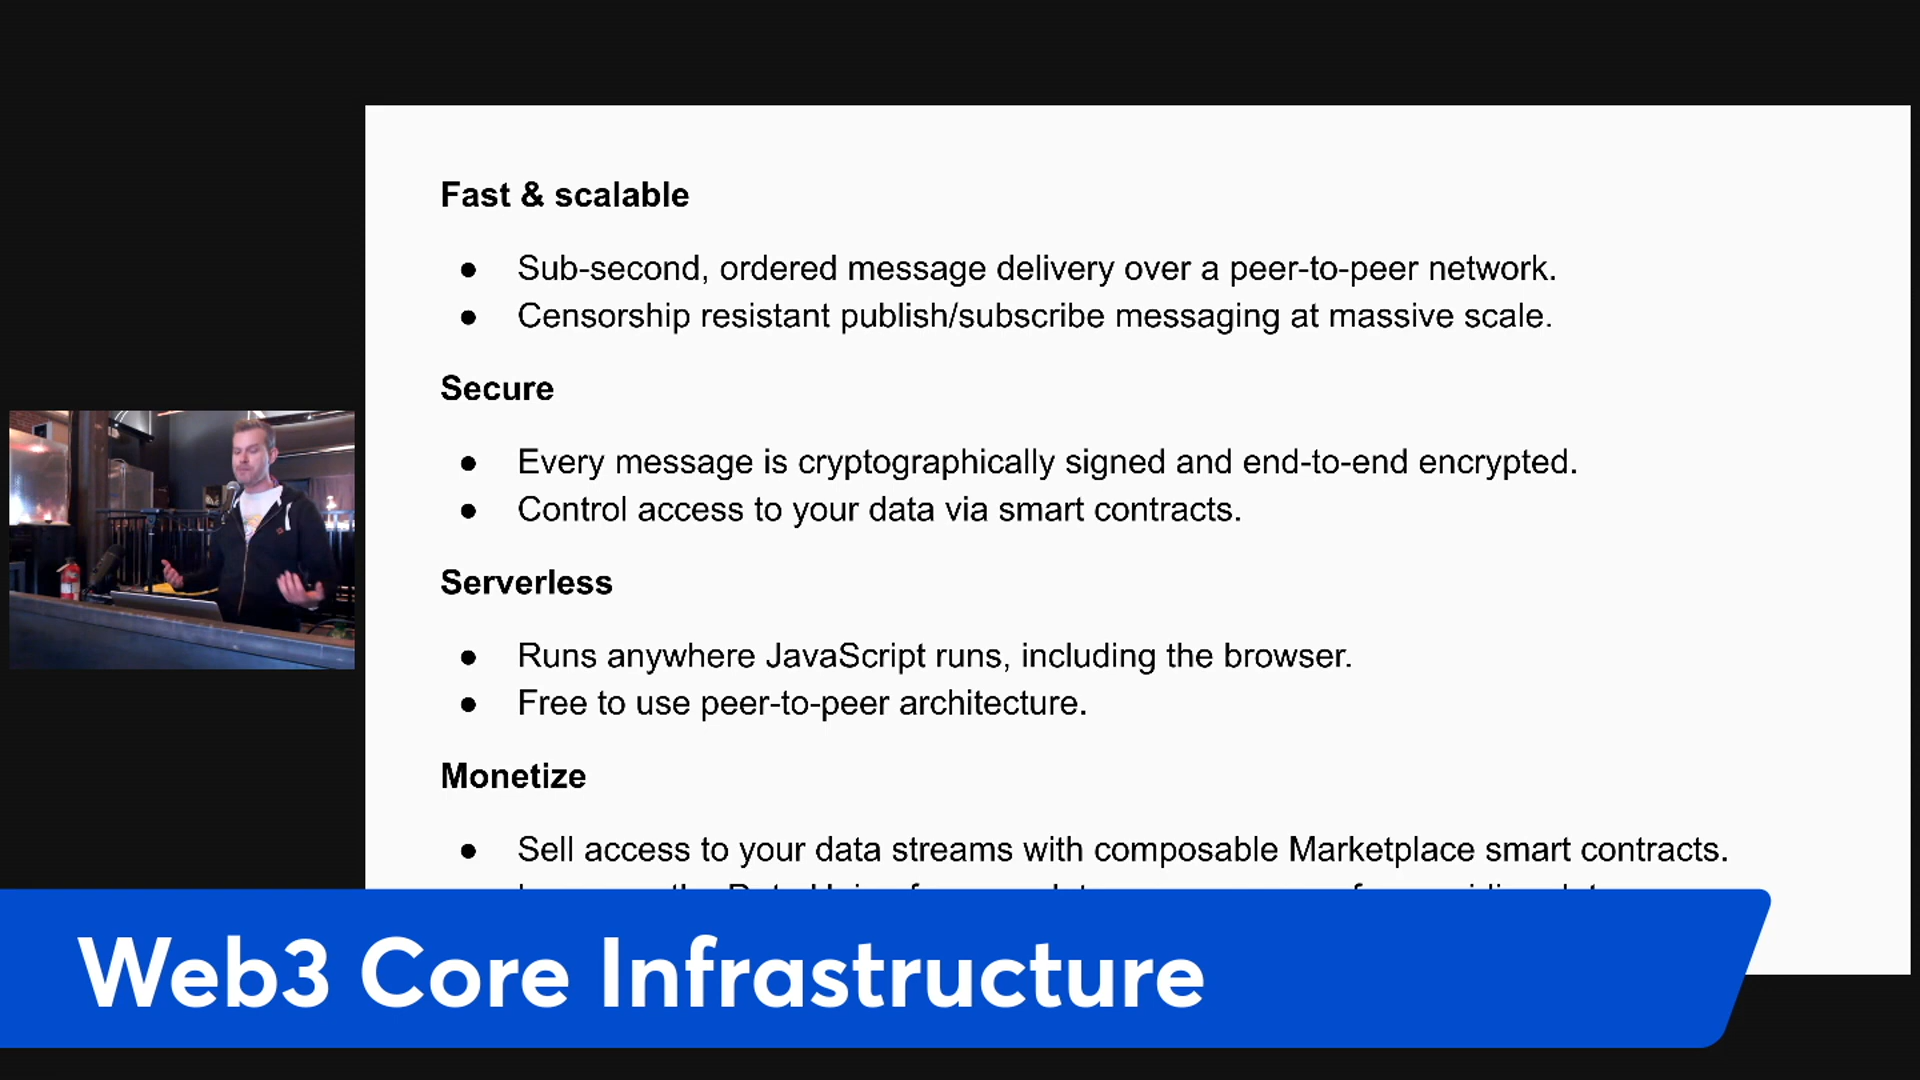 Fast & scalable
● Sub-second, ordered message delivery over a peer-to-peer network.
● Censorship resistant publish/subscribe messaging at massive scale.
Secure
● Every message is cryptographically signed and end-to-end encrypted.
● Control access to your data via smart contracts.
Serverless
● Runs anywhere JavaScript runs, including the browser.
● Free to use peer-to-peer architecture.
Monetize
● Sell access to your data streams with composable Marketplace smart contracts.
Web3 Core Infrastructure